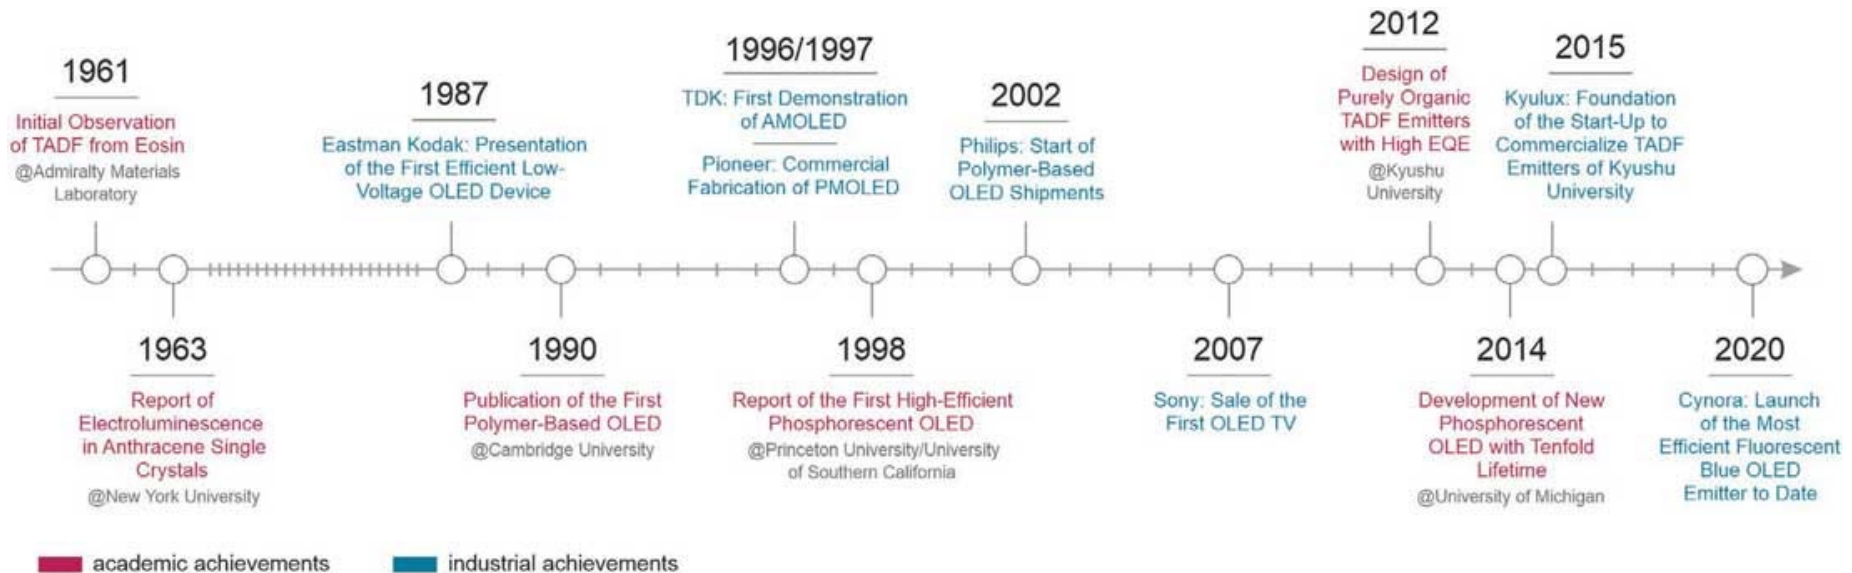 1961
Initial Observation
of TADF from Eosin
@Admiralty Materials
Laboratory
1987
Eastman Kodak: Presentation
of the First Efficient Low-
Voltage OLED Device
1996/1997
TDK: First Demonstration
of AMOLED
Pioneer: Commercial
Fabrication of PMOLED
2002
Philips: Start of
Polymer-Based
OLED Shipments
2012
Design of
Purely Organic
TADF Emitters
with High EQE
@Kyushu
University
2015
Kyulux: Foundation
of the Start-Up to
Commercialize TADF
Emitters of Kyushu
University
1963
Report of
Electroluminescence
in Anthracene Single
Crystals
@New York University
1990
Publication of the First
Polymer-Based OLED
@Cambridge University
1998
Report of the First High-Efficient
Phosphorescent OLED
@Princeton University/University
of Southern California
2007
Sony: Sale of the
First OLED TV
2014
Development of New
Phosphorescent
OLED with Tenfold
Lifetime
@University of Michigan
2020
Cynora: Launch
of the Most
Efficient Fluorescent
Blue OLED
Emitter to Date
academic achievements
industrial achievements